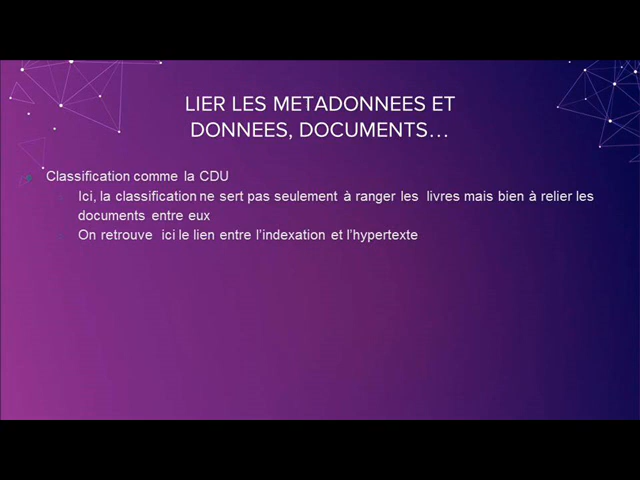 LIER LES METADONNEES ET
DONNEES, DOCUMENTS…
Classification comme la CDU
Ici, la classification ne sert pas seulement à ranger les livres mais bien à relier les
documents entre eux
On retrouve ici le lien entre l’indexation et l’hypertexte